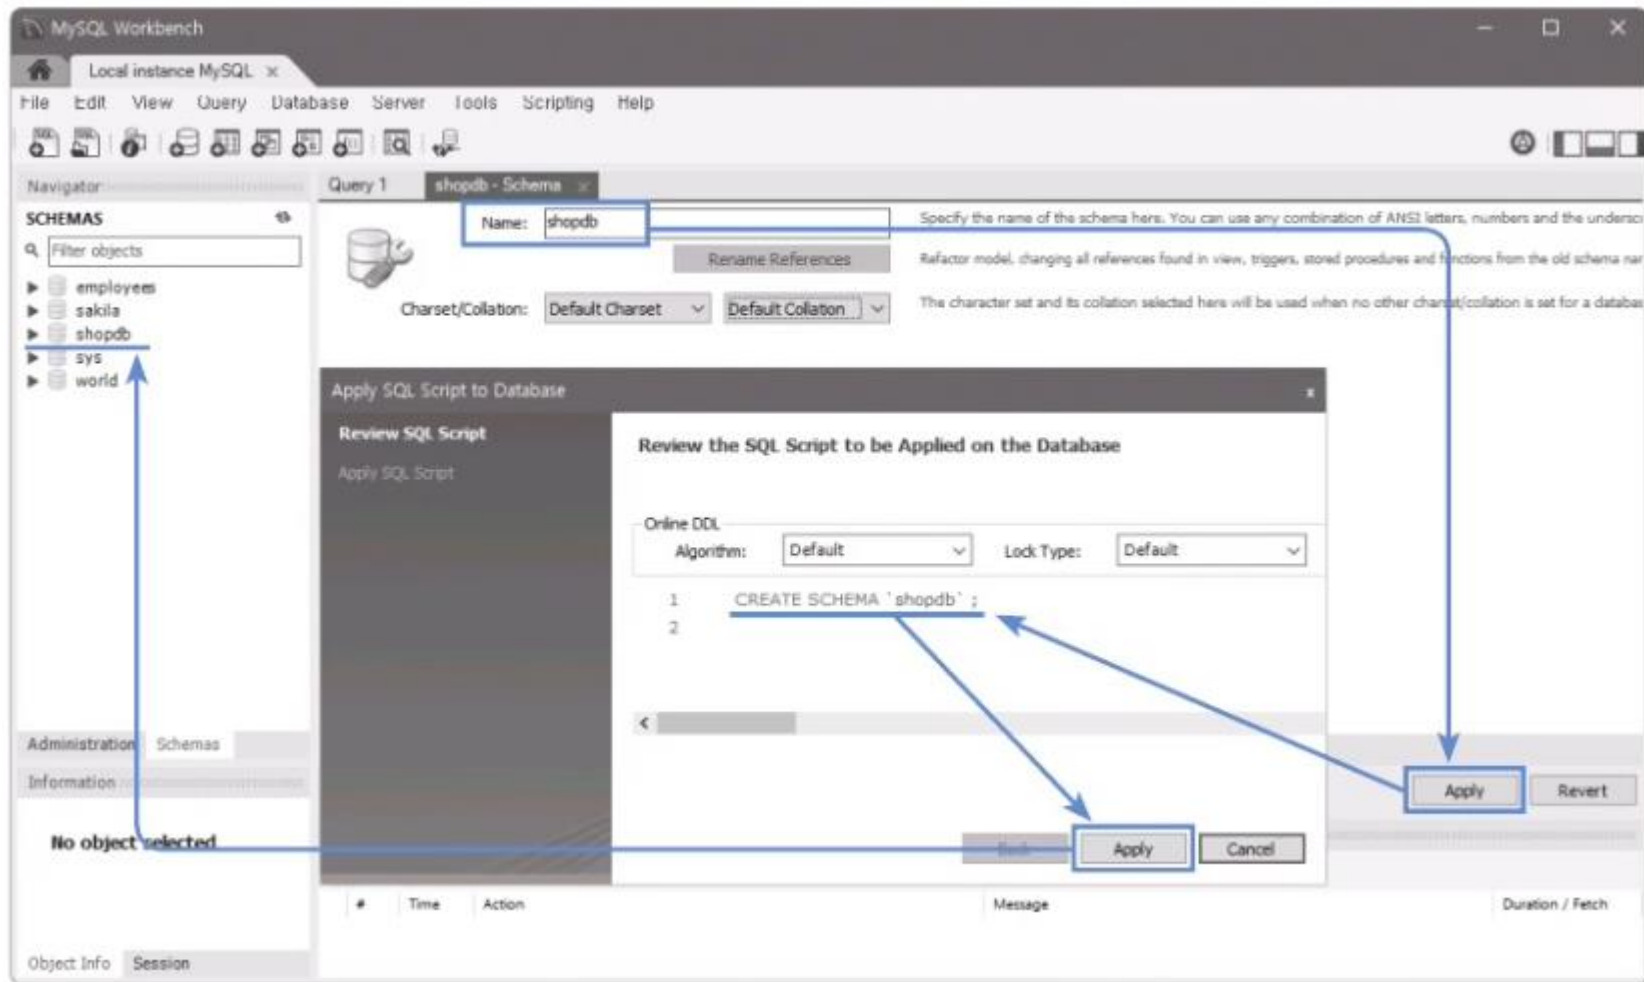 MySQL Workbench
Local instance MySQL
File Edit View Query Database Server Tools Scripting Help
Navigator
SCHEMAS
Filter objects
employees
sakila
shopdb
sys
world
Administration Schemas
Information
No object selected
Object Info Session
Query 1 shopdb - Schema
Name: shopdb
Specify the name of the schema here. You can use any combination of ANSI letters, numbers and the undersc
Rename References
Refactor model, changing all references found in view, triggers, stored procedures and functions from the old schema nar
Charset/Collation: Default Charset Default Collation
The character set and its collation selected here will be used when no other charset/collation is set for a databas
Apply SQL Script to Database
Review SQL Script
Apply SQL Script
Review the SQL Script to be Applied on the Database
Online DDL
Algorithm: Default Lock Type: Default
1 CREATE SCHEMA `shopdb` ;
2
Back Apply Cancel
Apply Revert
# Time Action Message Duration / Fetch